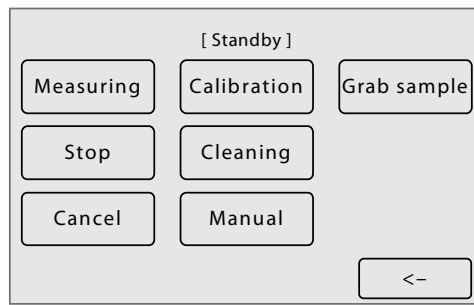 [ Standby ]
Measuring Calibration Grab sample
Stop Cleaning
Cancel Manual
<–